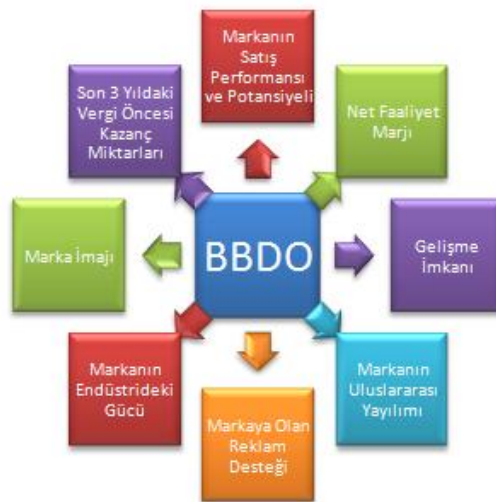 Markanın
Satış
Performansı
ve Potansiyeli
Son 3 Yıldaki
Vergi Öncesi
Kazanç
Miktarları
Net Faaliyet
Marjı
Marka İmajı
BBDO
Gelişme
İmkanı
Markanın
Endüstrideki
Gücü
Markanın
Uluslararası
Yayılımı
Markaya Olan
Reklam
Desteği